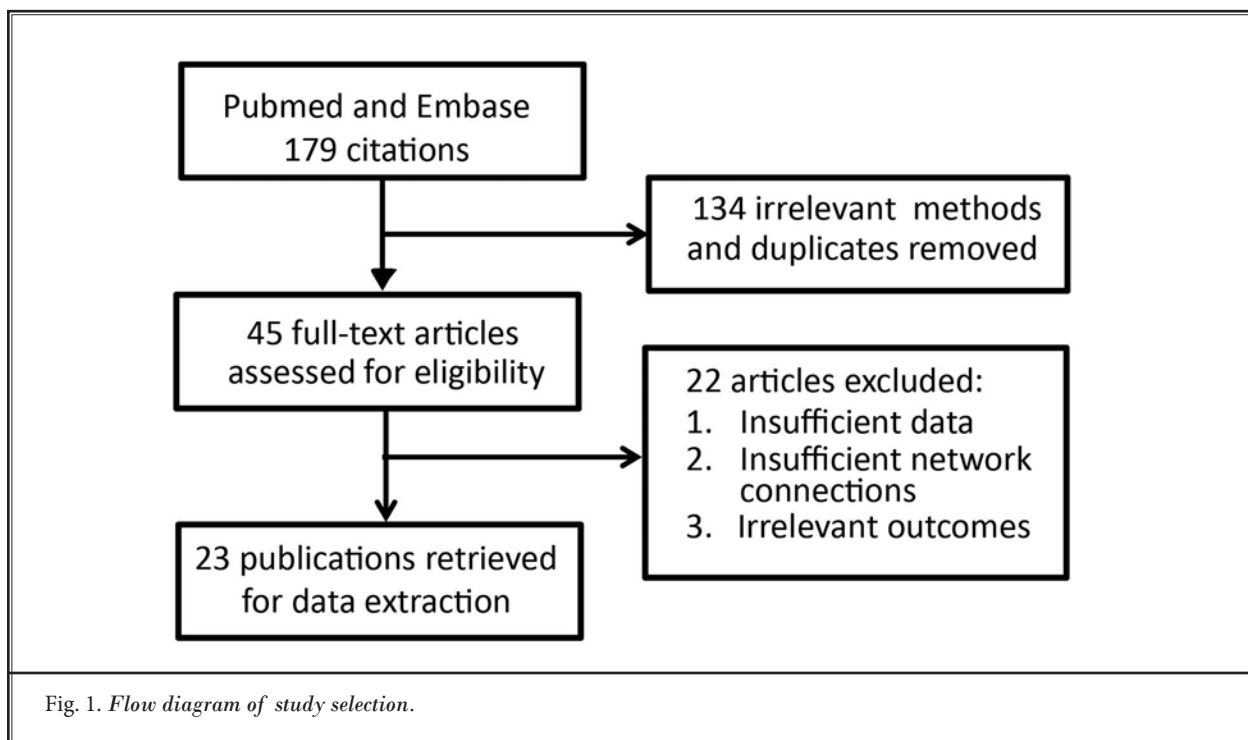 Pubmed and Embase
179 citations
134 irrelevant methods
and duplicates removed
45 full-text articles
assessed for eligibility
22 articles excluded:
1. Insufficient data
2. Insufficient network
connections
3. Irrelevant outcomes
23 publications retrieved
for data extraction
Fig. 1. Flow diagram of study selection.